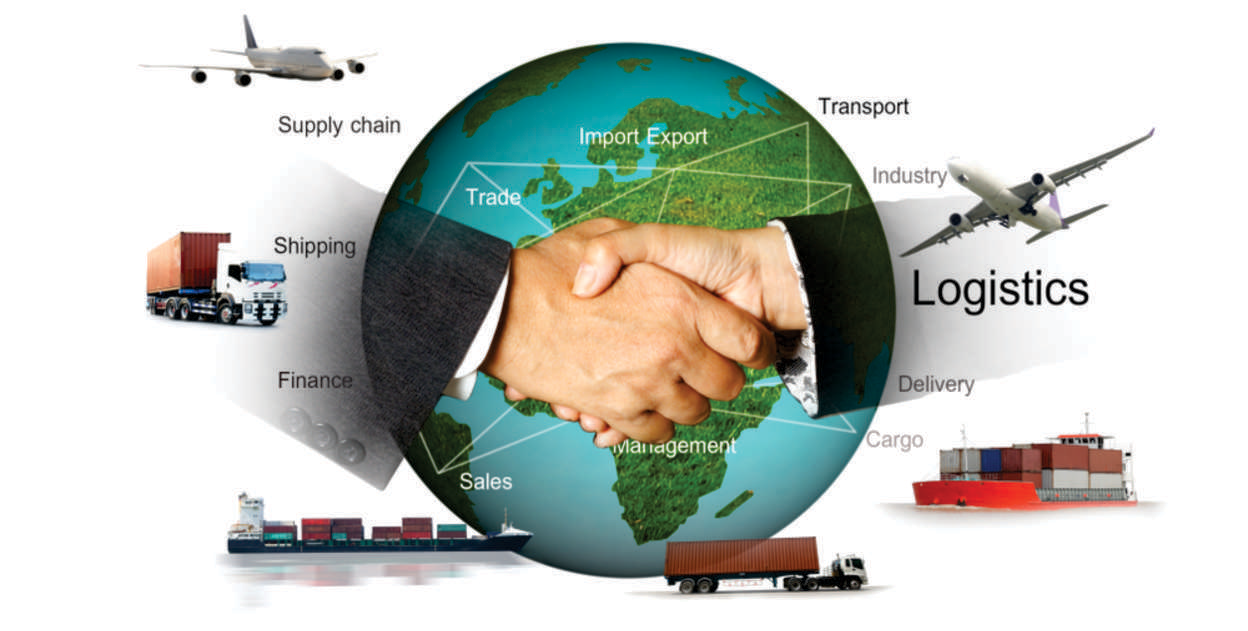 Supply chain
Transport
Import Export
Industry
Trade
Shipping
Logistics
Finance
Delivery
Cargo
Management
Sales